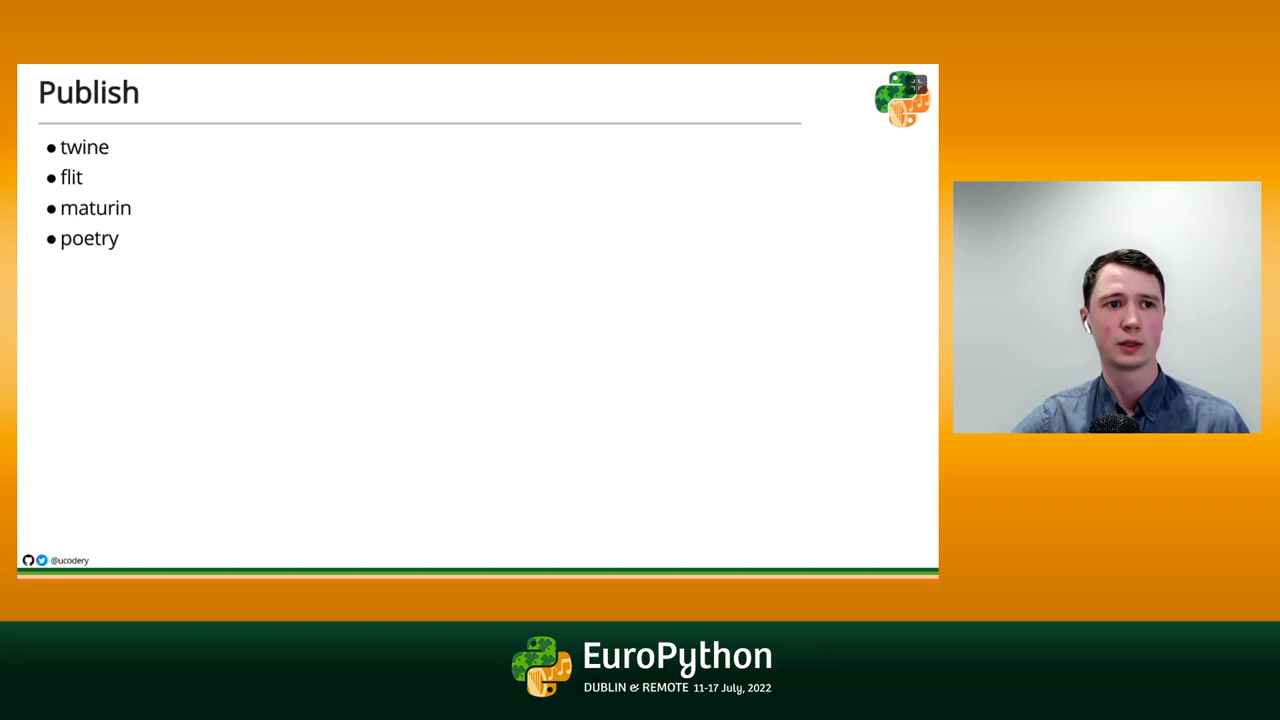 Publish
● twine
● flit
● maturin
● poetry
@ucodery
EuroPython
DUBLIN & REMOTE 11-17 July, 2022